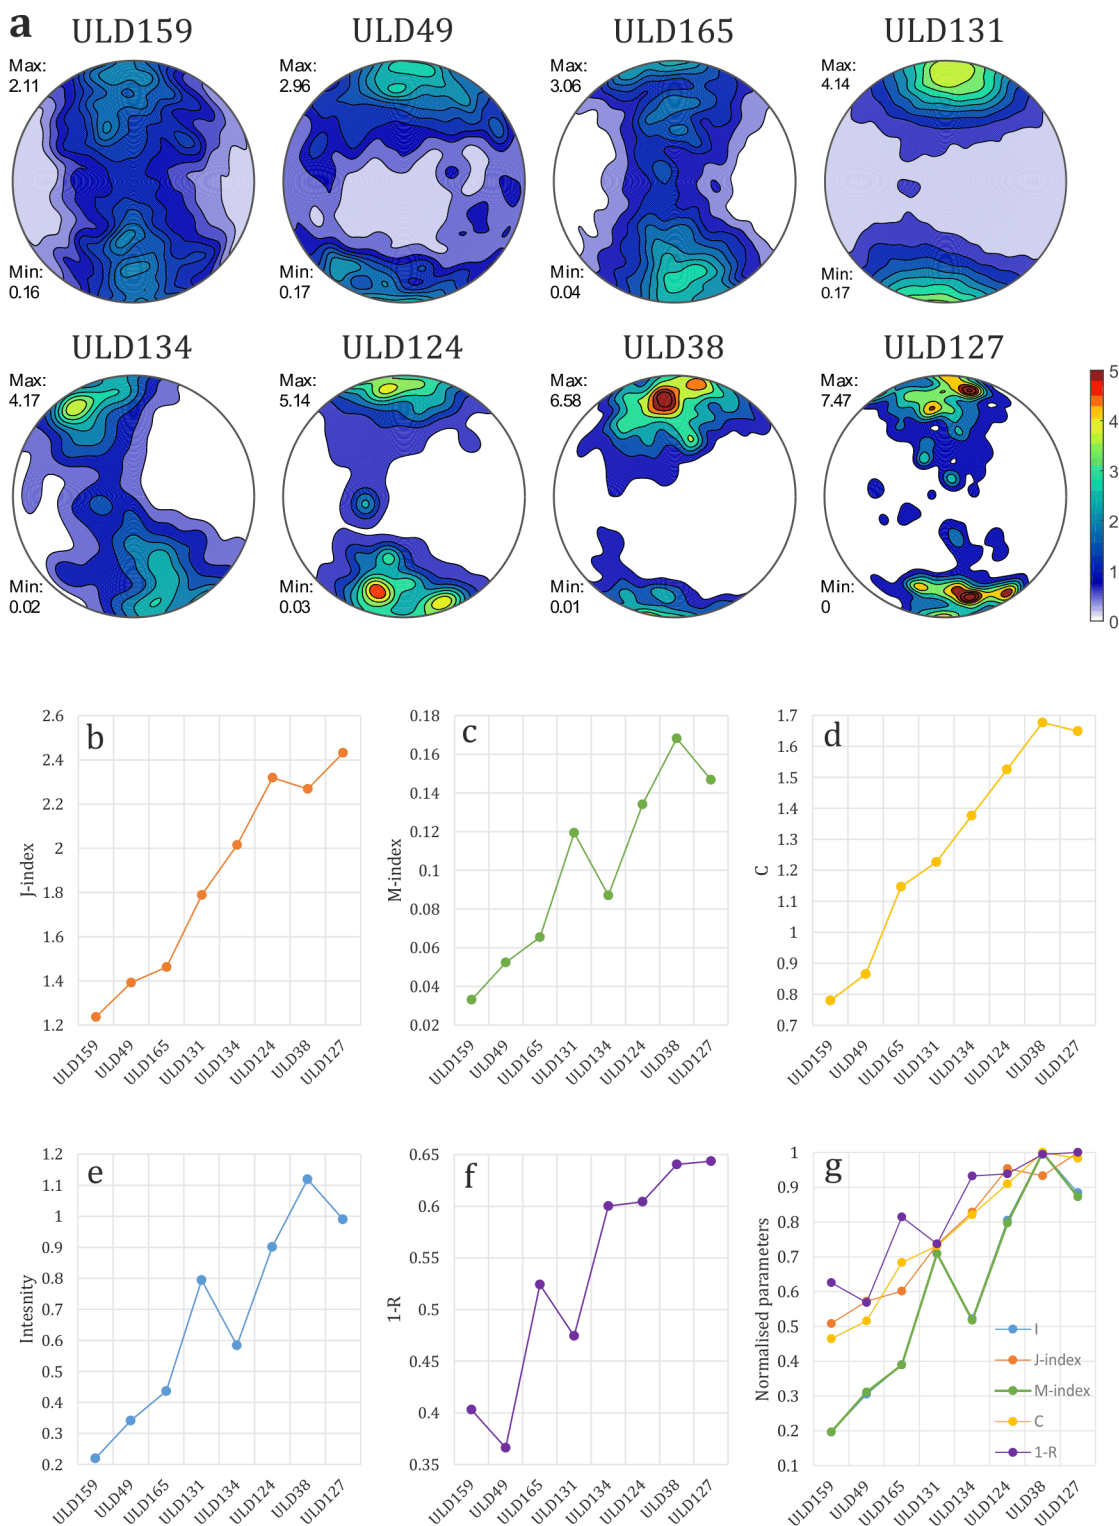 a
ULD159 ULD49 ULD165 ULD131
Max: Max: Max: Max:
2.11 2.96 3.06 4.14
Min: Min: Min: Min:
0.16 0.17 0.04 0.17
ULD134 ULD124 ULD38 ULD127
Max: Max: Max: Max:
4.17 5.14 6.58 7.47
Min: Min: Min: Min:
0.02 0.03 0.01 0
5
4
3
2
1
0
b
J-index
2.6
2.4
2.2
2
1.8
1.6
1.4
1.2
ULD159 ULD49 ULD165 ULD131 ULD134 ULD124 ULD38 ULD127
c
M-index
0.18
0.16
0.14
0.12
0.1
0.08
0.06
0.04
0.02
ULD159 ULD49 ULD165 ULD131 ULD134 ULD124 ULD38 ULD127
d
C
1.7
1.6
1.5
1.4
1.3
1.2
1.1
1
0.9
0.8
0.7
ULD159 ULD49 ULD165 ULD131 ULD134 ULD124 ULD38 ULD127
e
Intesnity
1.2
1.1
1
0.9
0.8
0.7
0.6
0.5
0.4
0.3
0.2
ULD159 ULD49 ULD165 ULD131 ULD134 ULD124 ULD38 ULD127
f
1-R
0.65
0.6
0.55
0.5
0.45
0.4
0.35
ULD159 ULD49 ULD165 ULD131 ULD134 ULD124 ULD38 ULD127
g
Normalised parameters
1
0.9
0.8
0.7
0.6
0.5
0.4
0.3
0.2
0.1
I
J-index
M-index
C
1-R
ULD159 ULD49 ULD165 ULD131 ULD134 ULD124 ULD38 ULD127